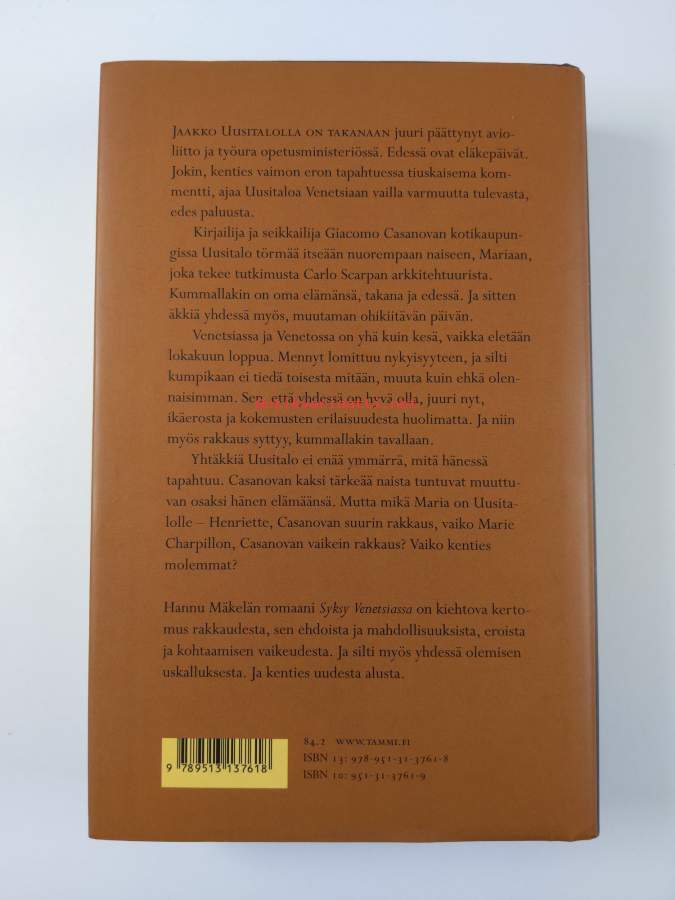 JAAKKO UUSITALOLLA ON TAKANAAN juuri päättynyt avio-
liitto ja työura opetusministeriössä. Edessä ovat eläkepäivät.
Jokin, kenties vaimon eron tapahtuessa tiuskaisema kom-
mentti, ajaa Uusitaloa Venetsiaan vailla varmuutta tulevasta,
edes paluusta.
Kirjailija ja seikkailija Giacomo Casanovan kotikaupun-
gissa Uusitalo törmää itseään nuorempaan naiseen, Mariaan,
joka tekee tutkimusta Carlo Scarpan arkkitehtuurista.
Kummallakin on oma elämänsä, takana ja edessä. Ja sitten
äkkiä yhdessä myös, muutaman ohikiitävän päivän.
Venetsiassa ja Venetossa on yhä kuin kesä, vaikka eletään
lokakuun loppua. Mennyt lomittuu nykyisyyteen, ja silti
kumpikaan ei tiedä toisesta mitään, muuta kuin ehkä olen-
naisimman. Sen, että yhdessä on hyvä olla, juuri nyt,
ikäerosta ja kokemusten erilaisuudesta huolimatta. Ja niin
myös rakkaus syttyy, kummallakin tavallaan.
Yhtäkkiä Uusitalo ei enää ymmärrä, mitä hänessä
tapahtuu. Casanovan kaksi tärkeää naista tuntuvat muuttu-
van osaksi hänen elämäänsä. Mutta mikä Maria on Uusita-
lolle – Henriette, Casanovan suurin rakkaus, vaiko Marie
Charpillon, Casanovan vaikein rakkaus? Vaiko kenties
molemmat?
Hannu Mäkelän romaani Syksy Venetsiassa on kiehtova kerto-
mus rakkaudesta, sen ehdoista ja mahdollisuuksista, eroista
ja kohtaamisen vaikeudesta. Ja silti myös yhdessä olemisen
uskalluksesta. Ja kenties uudesta alusta.
84.2 WWW.TAMMI.FI
ISBN 13: 978-951-31-3761-8
ISBN 10: 951-31-3761-9
9 789513 137618